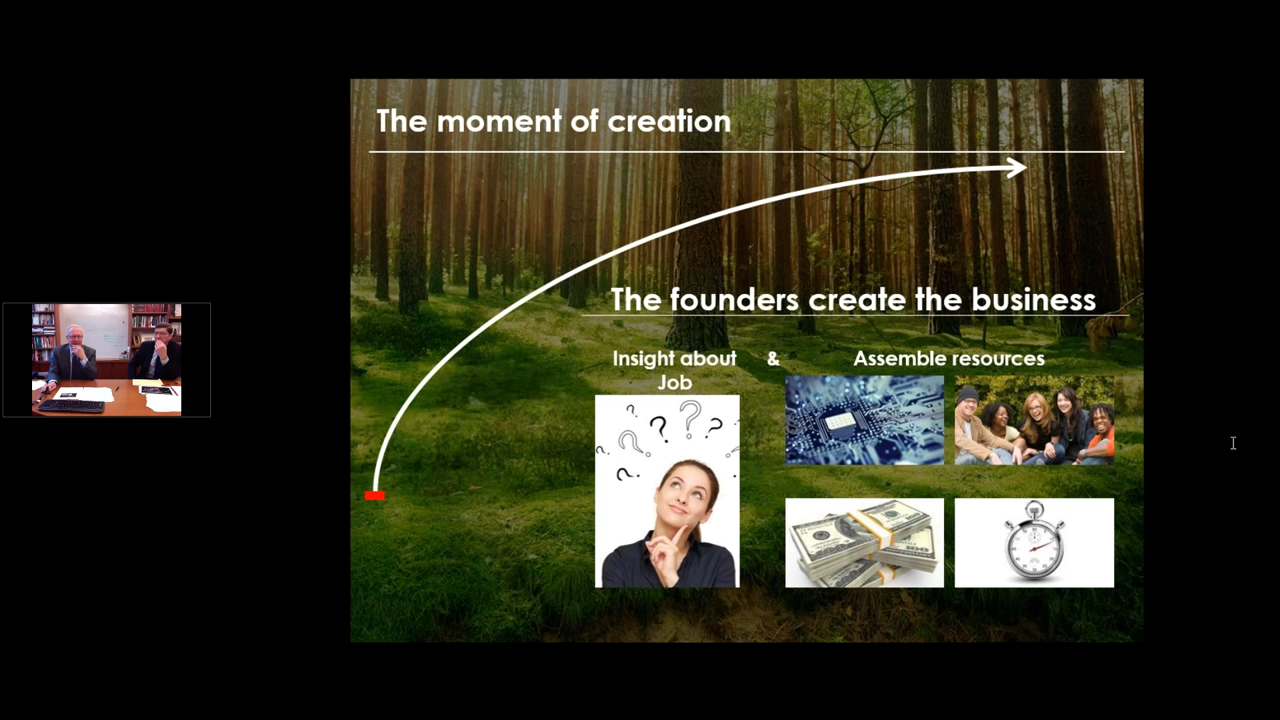 The moment of creation
The founders create the business
Insight about & Assemble resources
Job